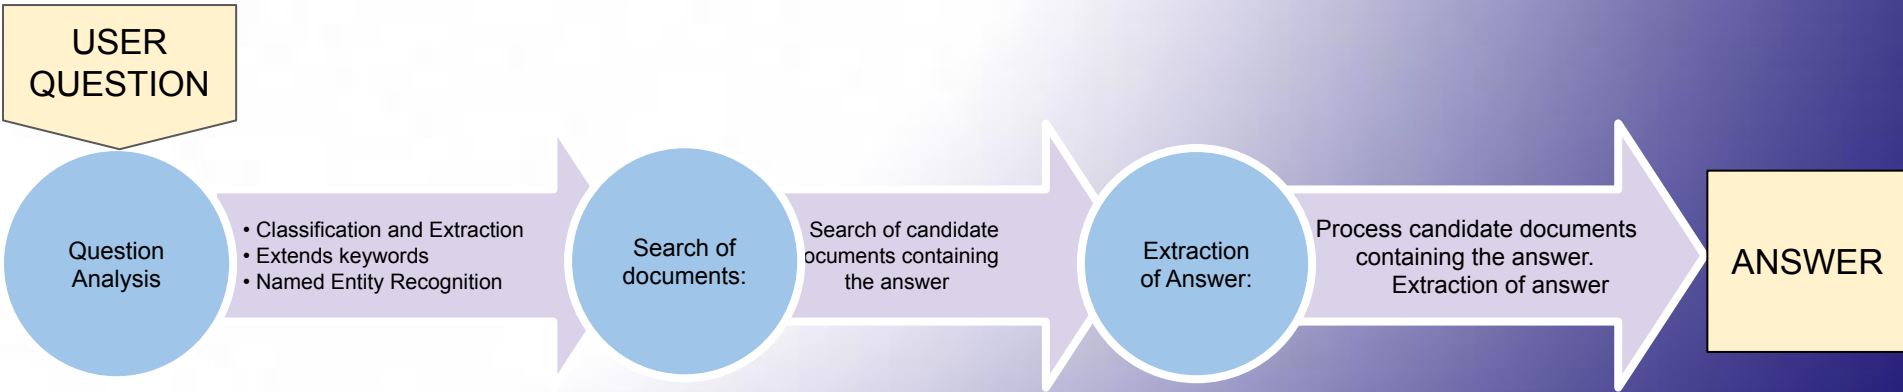 USER
QUESTION
Question
Analysis
• Classification and Extraction
• Extends keywords
• Named Entity Recognition
Search of
documents:
Search of candidate
ocuments containing
the answer
Extraction
of Answer:
Process candidate documents
containing the answer.
Extraction of answer
ANSWER